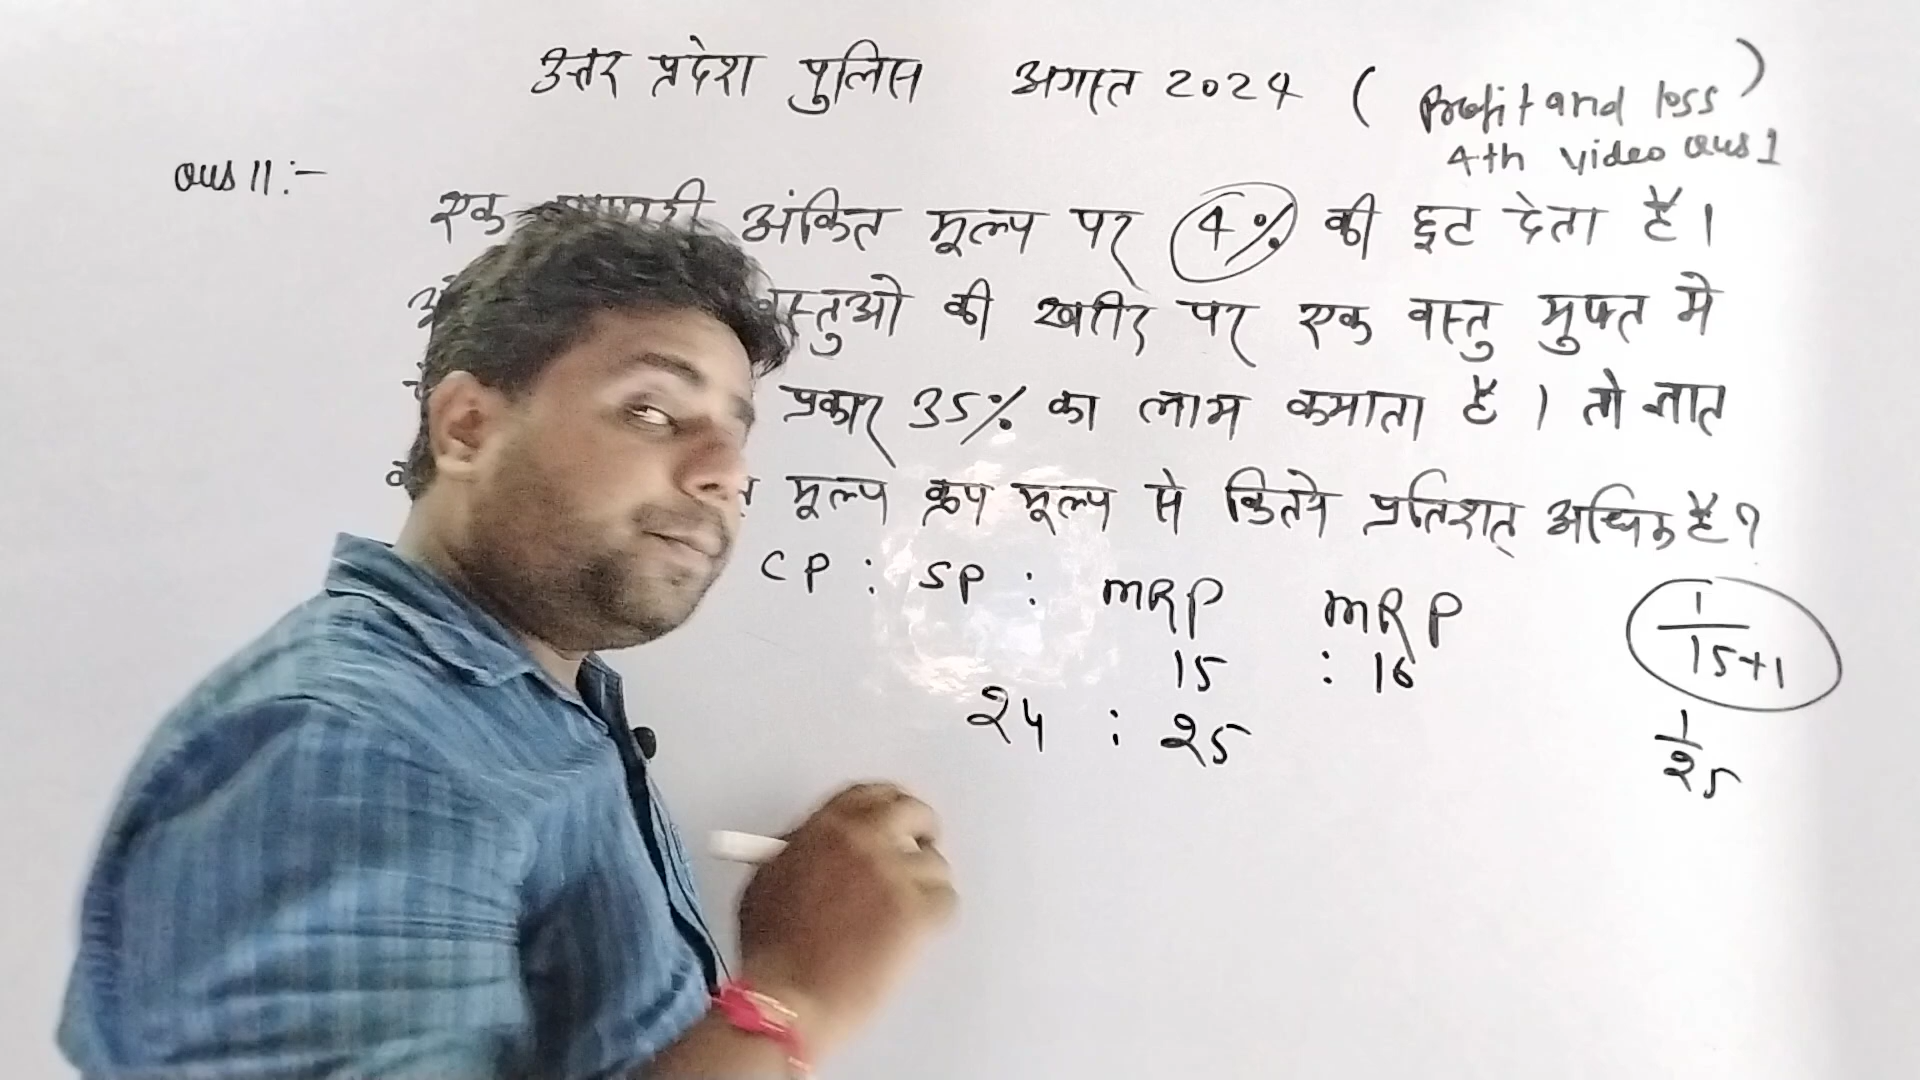 उत्तर प्रदेश पुलिस अगस्त 2024 ( Profit and loss )
4th video Qus 1
Qus 11:-
एक अंकित मूल्य पर 4% की छूट देता है।
वस्तुओ की खरीद पर एक वस्तु मुफ्त मे
प्रकार 35% का लाभ कमाता है । तो ज्ञात
मूल्य क्रय मूल्य से कितने प्रतिशत् अधिक है ?
CP : SP : MRP MRP
15 : 16
24 : 25
1
15+1
1
25